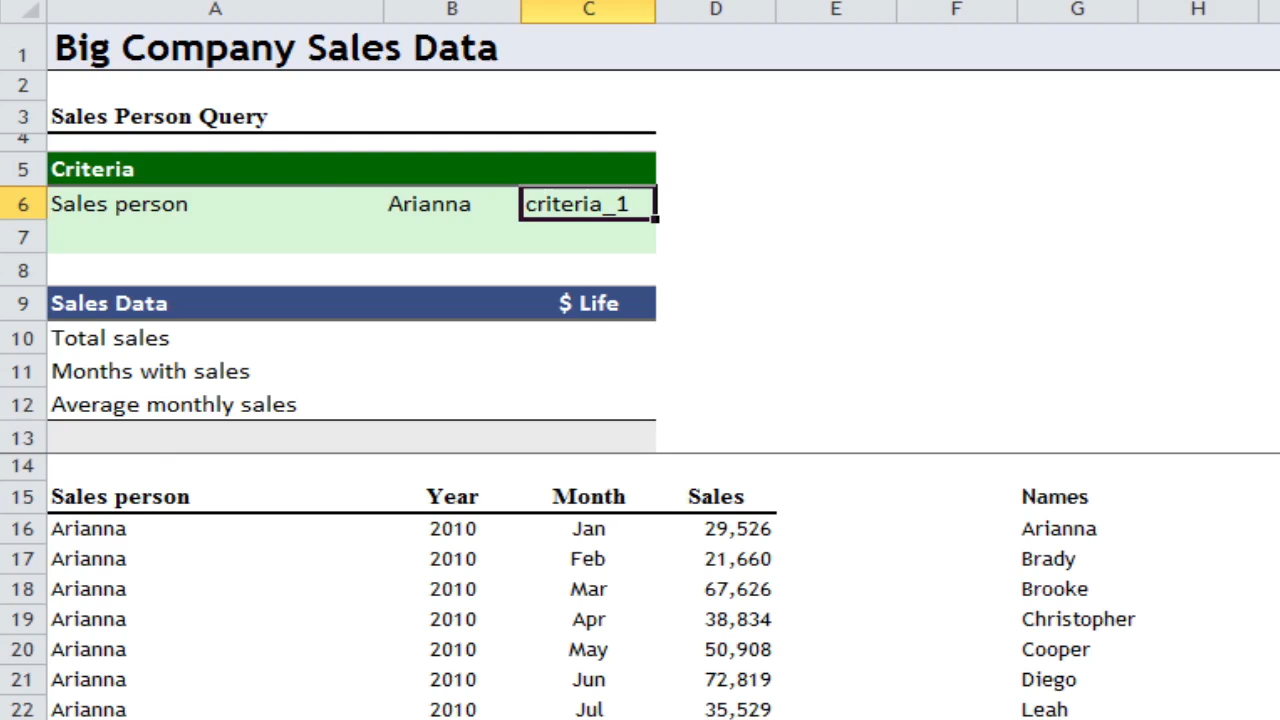 A B C D E F G H
1 Big Company Sales Data
2
3 Sales Person Query
4
5 Criteria
6 Sales person Arianna criteria_1
7
8
9 Sales Data $ Life
10 Total sales
11 Months with sales
12 Average monthly sales
13
14
15 Sales person Year Month Sales Names
16 Arianna 2010 Jan 29,526 Arianna
17 Arianna 2010 Feb 21,660 Brady
18 Arianna 2010 Mar 67,626 Brooke
19 Arianna 2010 Apr 38,834 Christopher
20 Arianna 2010 May 50,908 Cooper
21 Arianna 2010 Jun 72,819 Diego
22 Arianna 2010 Jul 35,529 Leah